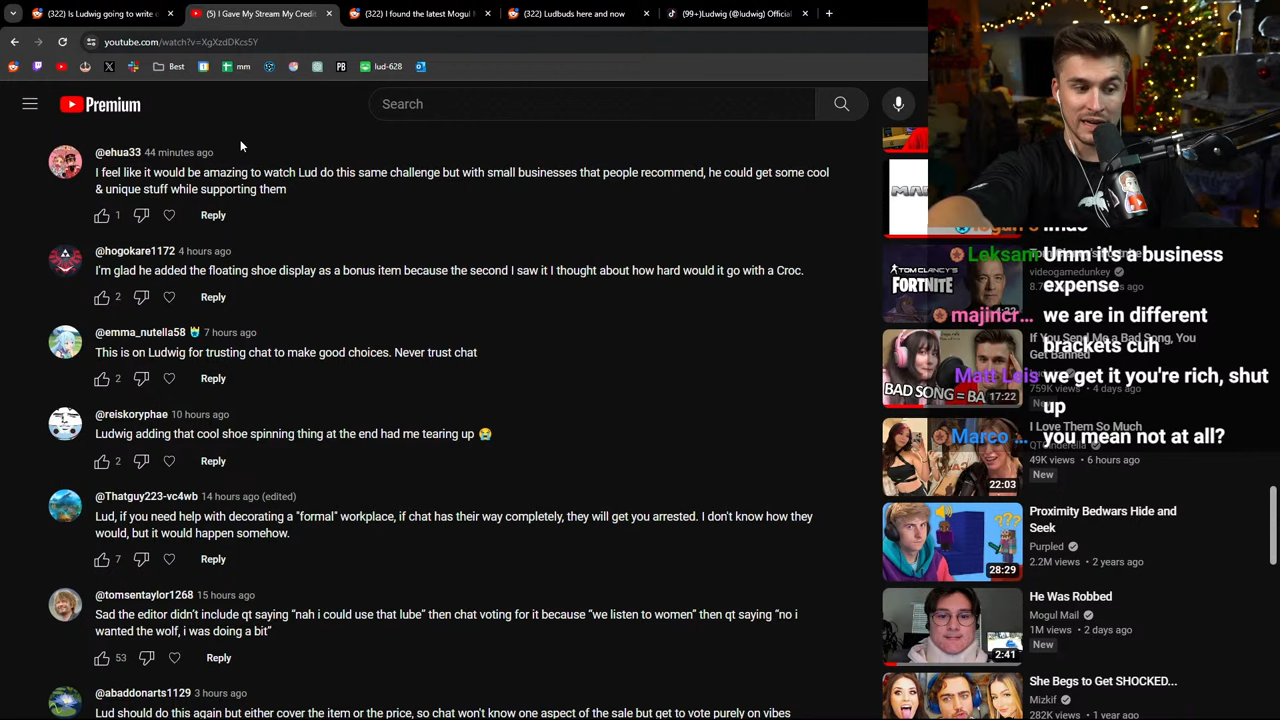 (322) Is Ludwig going to write o
(5) I Gave My Stream My Credit
(322) I found the latest Mogul M
(322) Ludbuds here and now
(99+)Ludwig (@ludwig) Official
youtube.com/watch?v=XgXzdDKcs5Y
Best
mm
PB
lud-628
Premium
Search
@ehua33 44 minutes ago
I feel like it would be amazing to watch Lud do this same challenge but with small businesses that people recommend, he could get some cool
& unique stuff while supporting them
1 Reply
@hogokare1172 4 hours ago
I'm glad he added the floating shoe display as a bonus item because the second I saw it I thought about how hard would it go with a Croc.
2 Reply
@emma_nutella58 7 hours ago
This is on Ludwig for trusting chat to make good choices. Never trust chat
2 Reply
@reiskoryphae 10 hours ago
Ludwig adding that cool shoe spinning thing at the end had me tearing up 😭
2 Reply
@Thatguy223-vc4wb 14 hours ago (edited)
Lud, if you need help with operating a "formal" workplace, if chat has their way completely, they will get you arrested. I don't know how they
would, but it would happen somehow.
7 Reply
@tomsentaylor1268 15 hours ago
Sad the editor didn't include qt saying "nah i could use that lube" then chat voting for it because "we listen to women" then qt saying "no i
wanted the wolf, i was doing a bit"
53 Reply
@abaddonarts1129 3 hours ago
Lud should do this again but either cover the item or the price, so chat won't know one aspect of the sale but get to vote purely on vibes
Leksam Umm it's a business
expense
majincr... we are in different
brackets cuh
Matt Leis we get it you're rich, shut
up
Marco ... you mean not at all?
TOM CLANCY'S
FORTNITE
videogamedunkey
If You Send Me a Bad Song, You
Get Banned
759K views • 4 days ago
BAD SONG = BA
17:22
I Love Them So Much
QTCinderella
49K views • 6 hours ago
New
22:03
Proximity Bedwars Hide and
Seek
Purpled
2.2M views • 2 years ago
???
28:29
He Was Robbed
Mogul Mail
1M views • 2 days ago
New
2:41
She Begs to Get SHOCKED...
Mizkif
282K views • 1 year ago